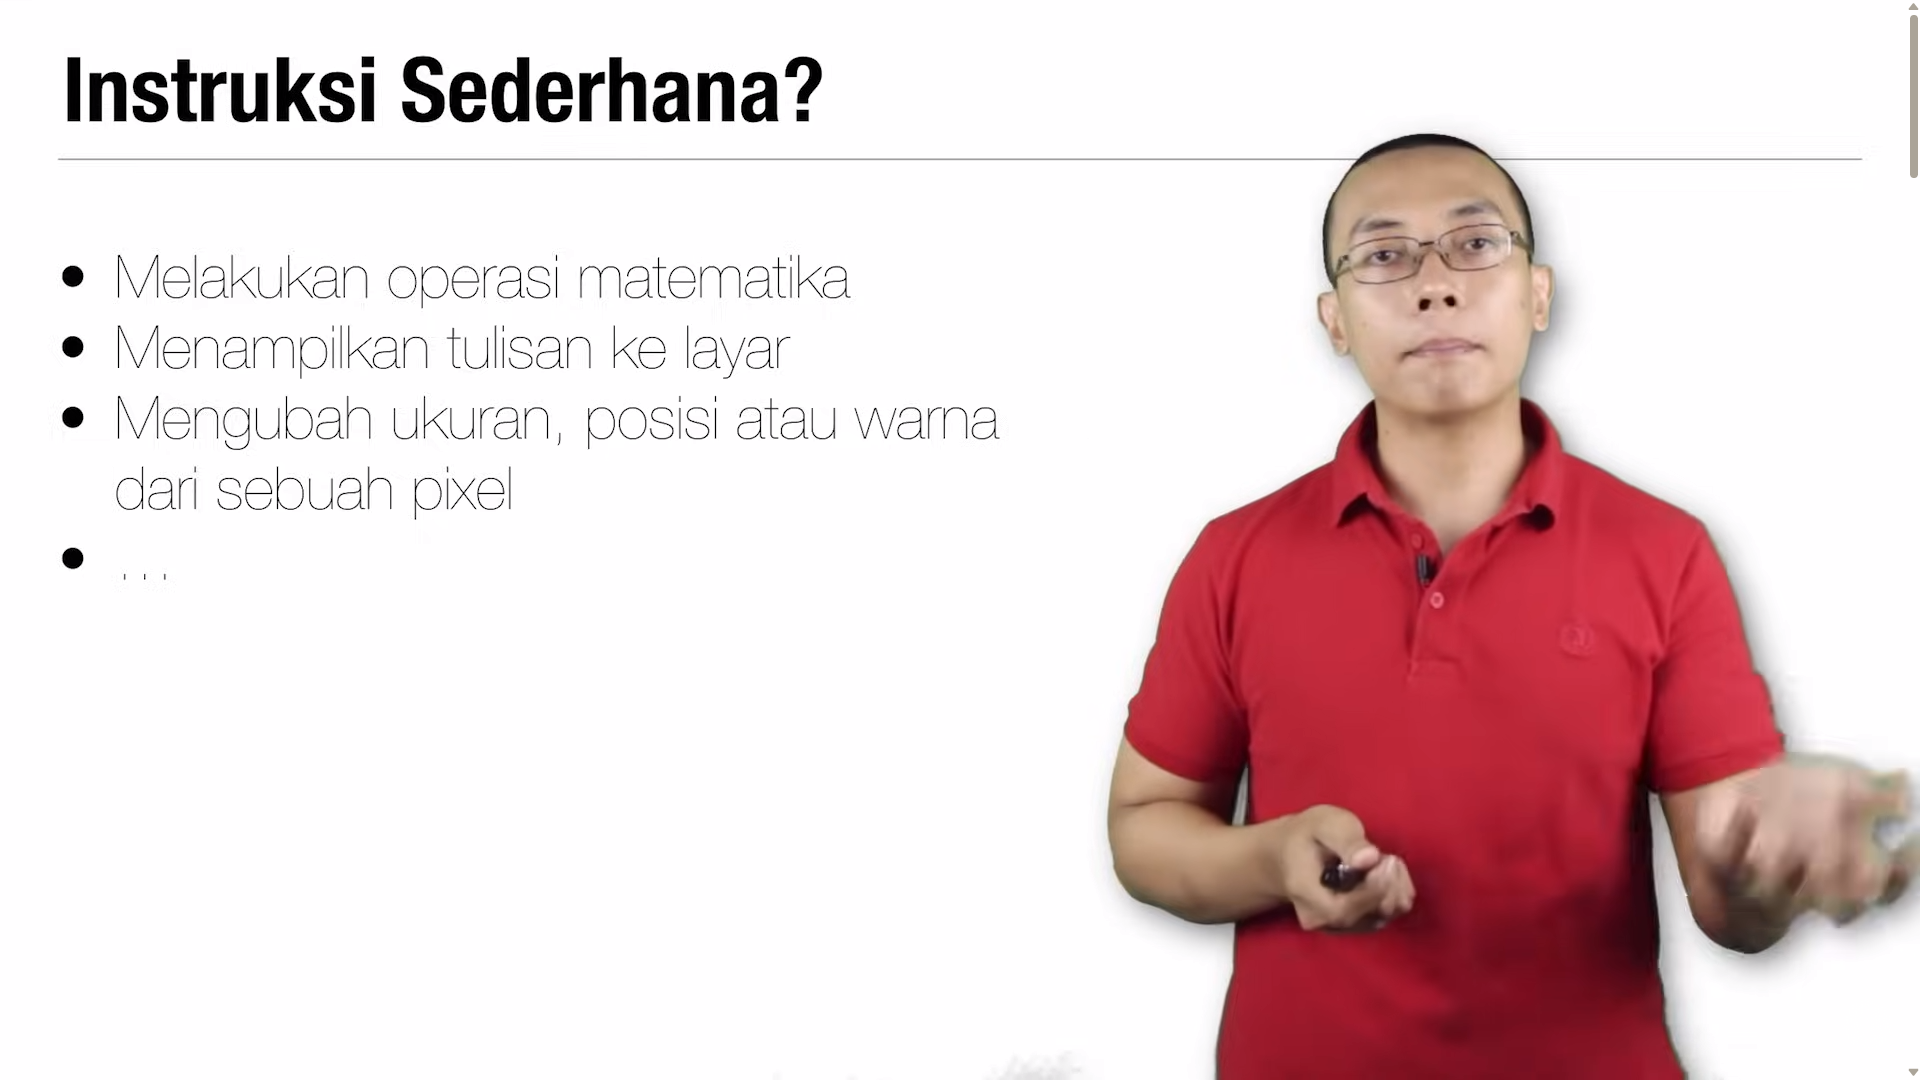 Instruksi Sederhana?
• Melakukan operasi matematika
• Menampilkan tulisan ke layar
• Mengubah ukuran, posisi atau warna
dari sebuah pixel
• ...